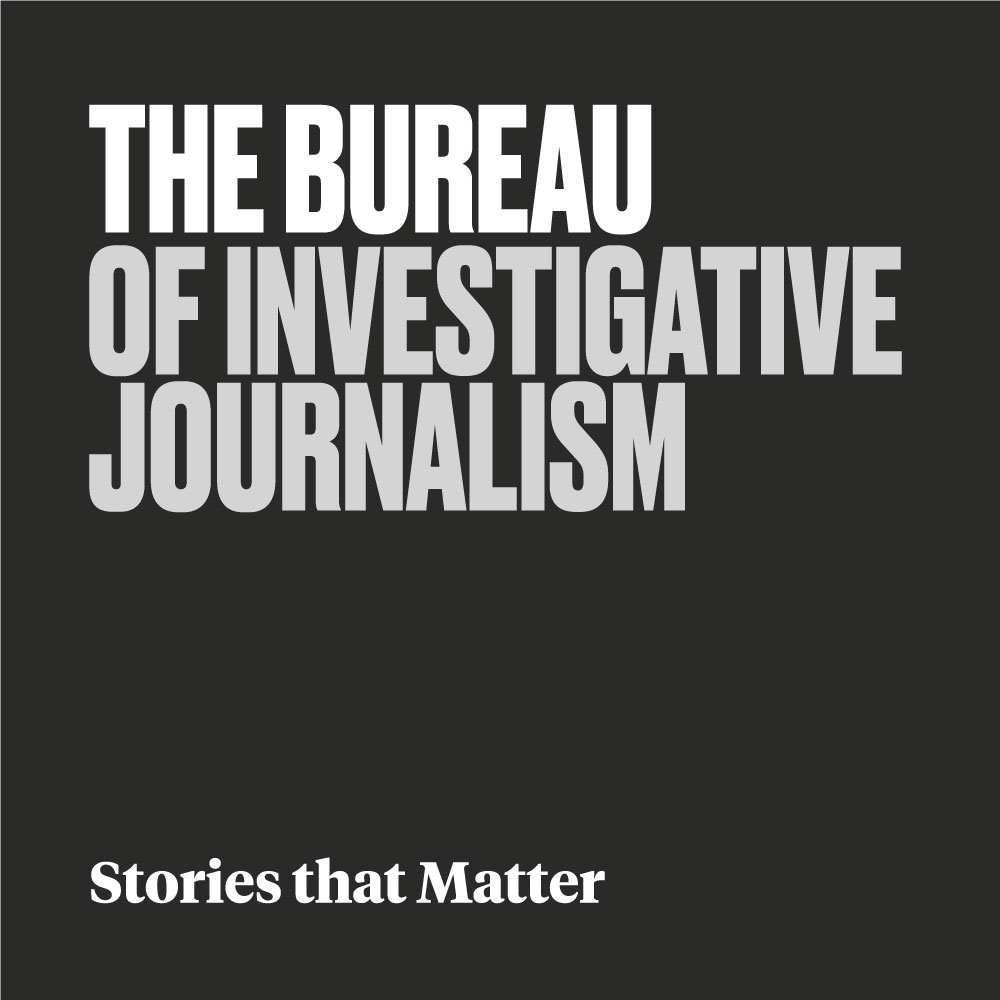 THE BUREAU
OF INVESTIGATIVE
JOURNALISM
Stories that Matter